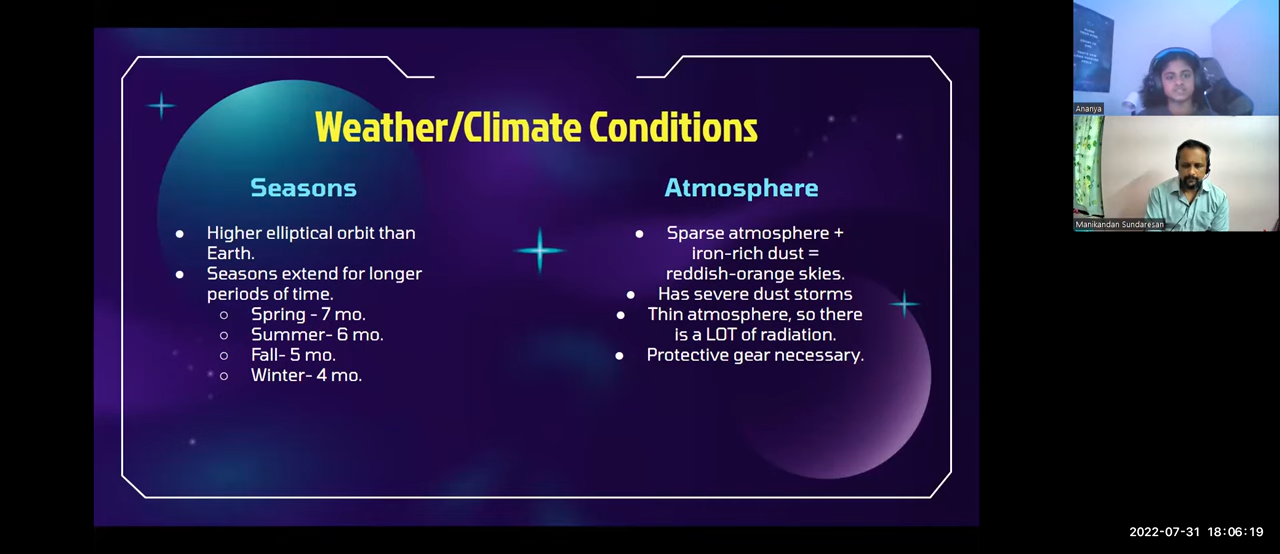 Weather/Climate Conditions
Seasons
● Higher elliptical orbit than
Earth.
● Seasons extend for longer
periods of time.
○ Spring - 7 mo.
○ Summer- 6 mo.
○ Fall- 5 mo.
○ Winter- 4 mo.
Atmosphere
● Sparse atmosphere +
iron-rich dust =
reddish-orange skies.
● Has severe dust storms
● Thin atmosphere, so there
is a LOT of radiation.
● Protective gear necessary.
Ananya
Manikandan Sundaresan
2022-07-31 18:06:19